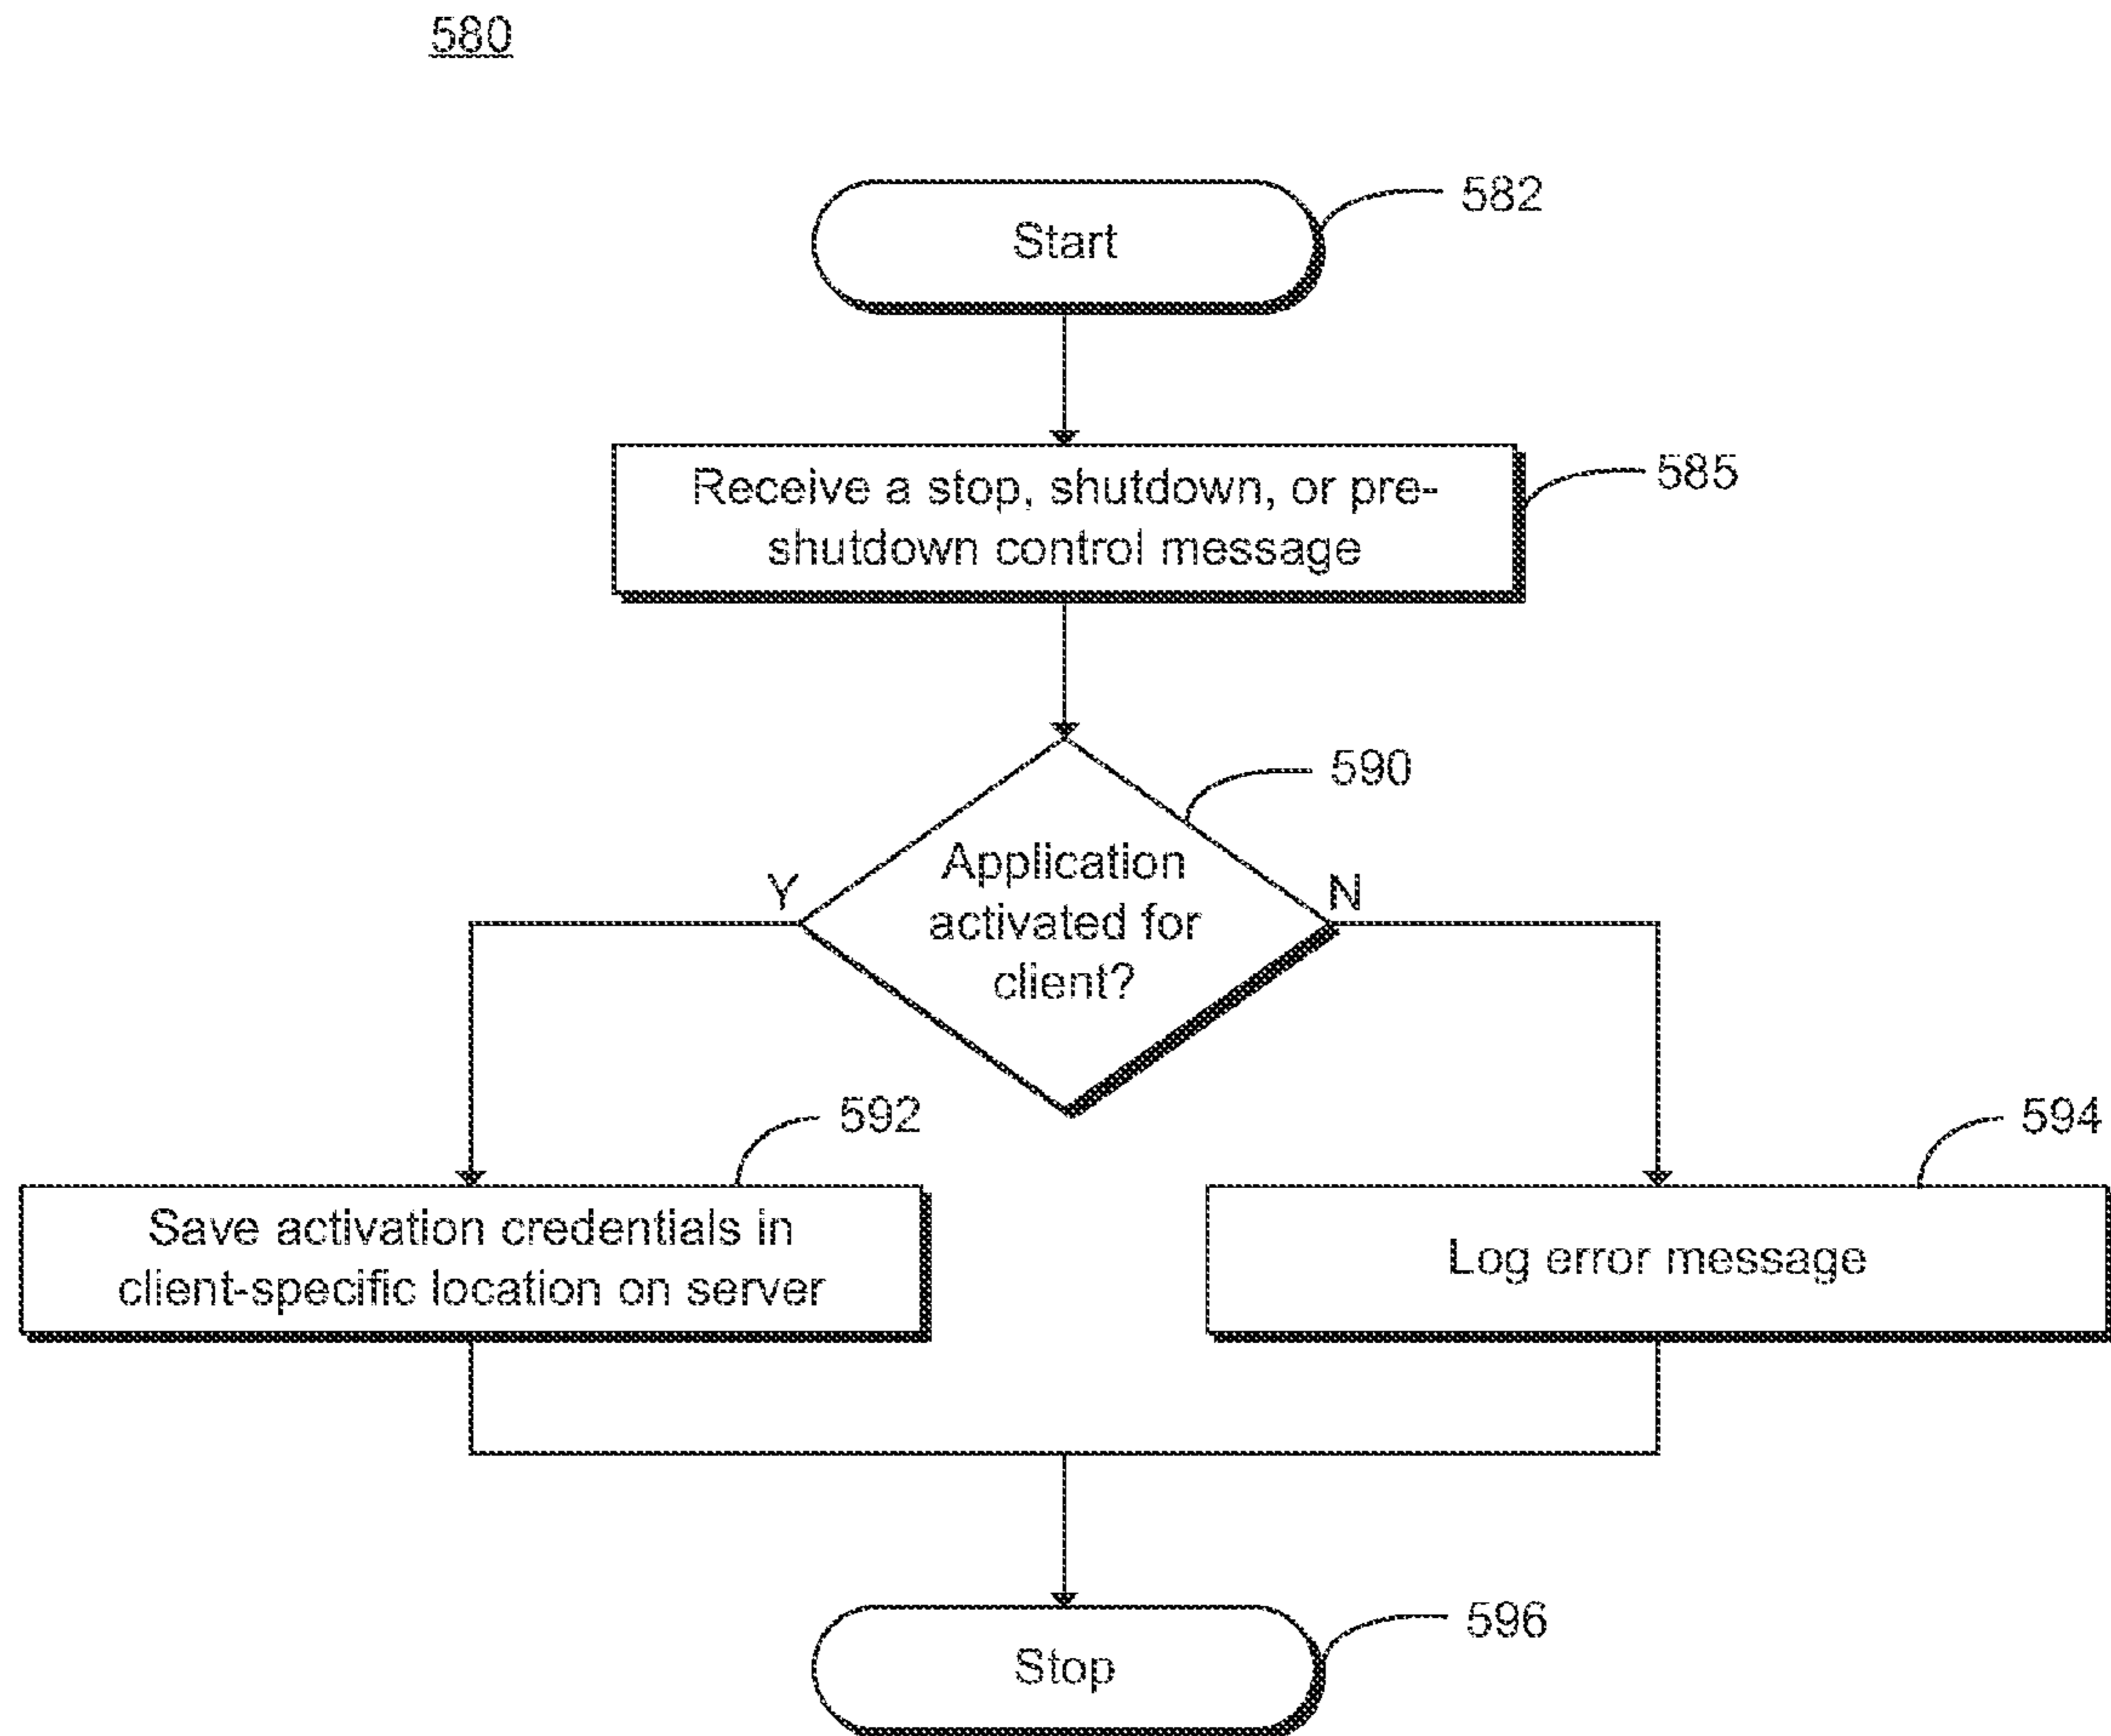 580
Start
582
Receive a stop, shutdown, or pre-
shutdown control message
585
590
Application
activated for
client?
Y
N
592
Save activation credentials in
client-specific location on server
594
Log error message
Stop
596